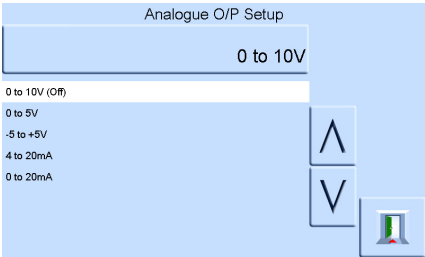 Analogue O/P Setup
0 to 10V
0 to 10V (Off)
0 to 5V
-5 to +5V
4 to 20mA
0 to 20mA